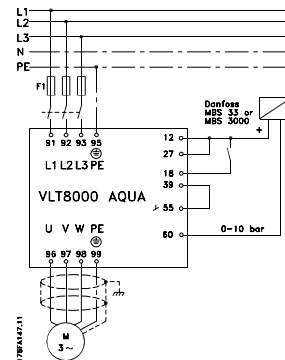 L1
L2
L3
N
PE
F1
Danfoss
MBS 33 or
MBS 3000
+
91 92 93 95
L1 L2 L3 PE
12
27
18
39
55
60
VLT8000 AQUA
0-10 bar
U V W PE
96 97 98 99
M
3~
178FA147.11